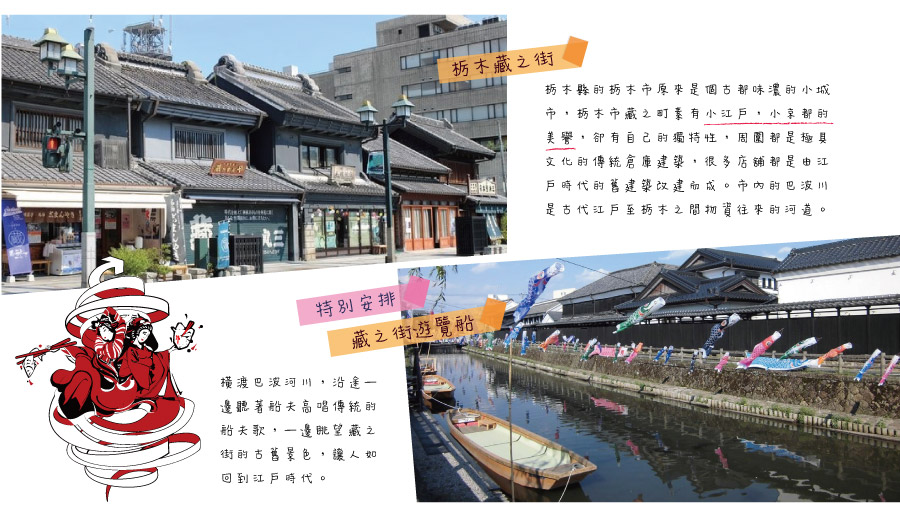 栃木藏之街
栃木縣的栃木市原來是個古都味濃的小城
市，栃木市藏之町素有小江戶，小京都的
美譽，卻有自己的獨特性，周圍都是極具
文化的傳統倉庫建築，很多店鋪都是由江
戶時代的舊建築改建而成。市內的巴波川
是古代江戶至栃木之間物資往來的河道。
特別安排
藏之街遊覽船
橫渡巴波河川，沿途一
邊聽著船夫高唱傳統的
船夫歌，一邊眺望藏之
街的古舊景色，讓人如
回到江戶時代。